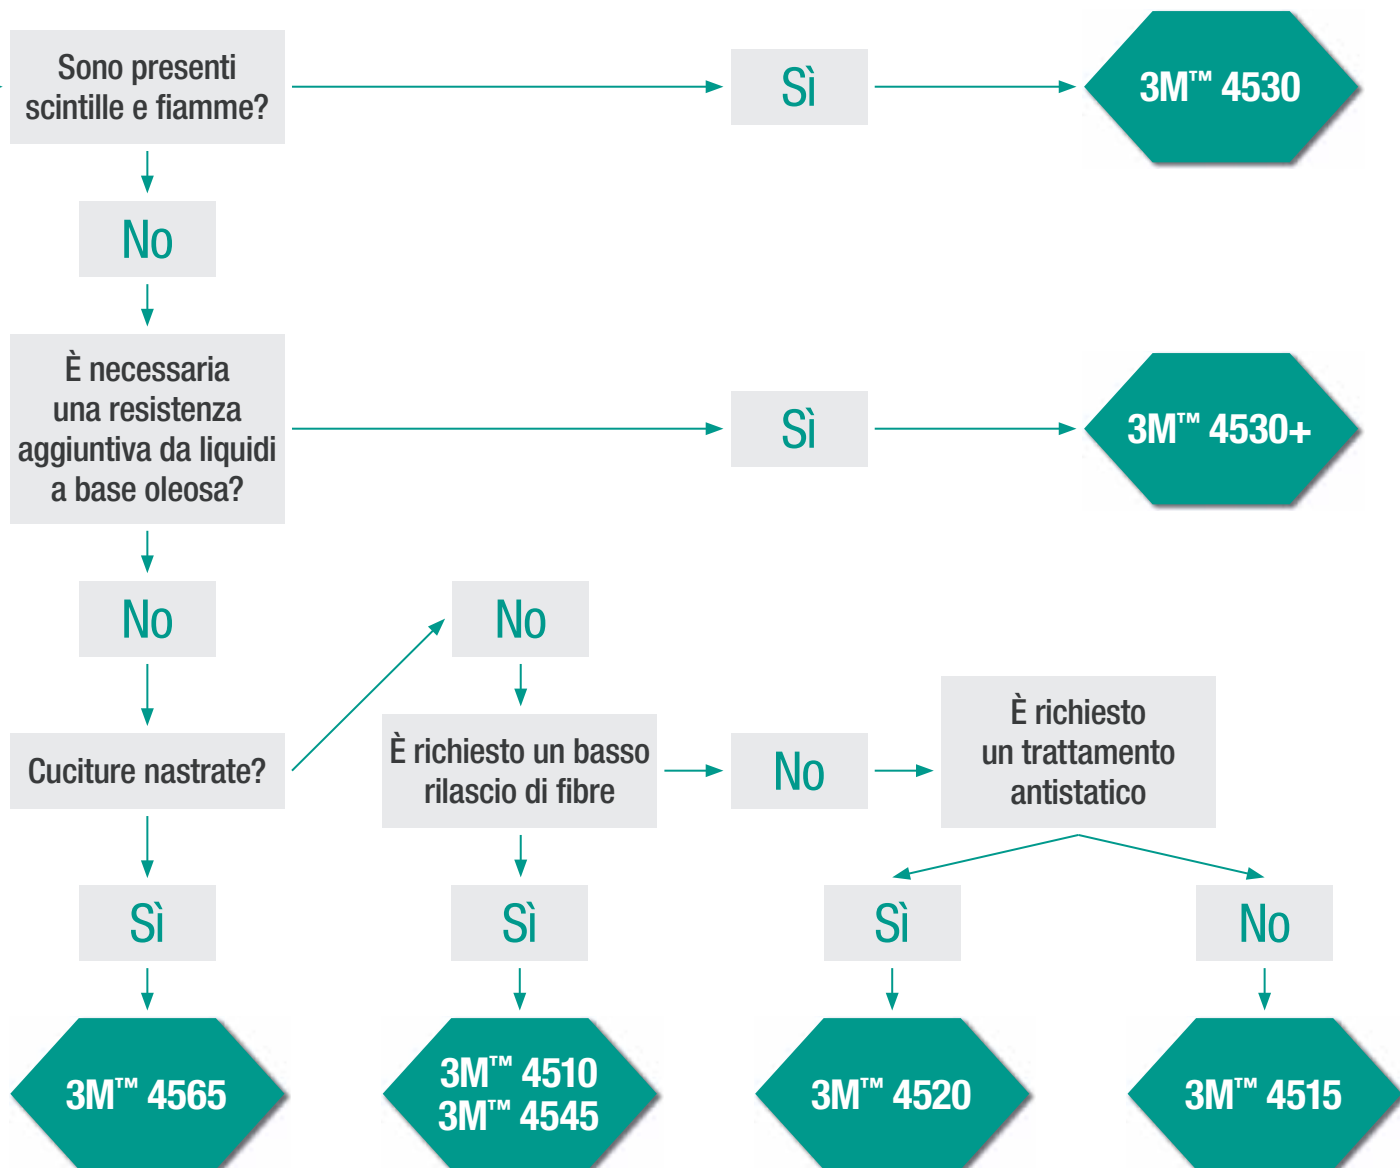 Sono presenti
scintille e fiamme?
Sì
3M™ 4530
No
È necessaria
una resistenza
aggiuntiva da liquidi
a base oleosa?
Sì
3M™ 4530+
No
No
Cuciture nastrate?
È richiesto un basso
rilascio di fibre
No
È richiesto
un trattamento
antistatico
Sì
Sì
Sì
No
3M™ 4565
3M™ 4510
3M™ 4545
3M™ 4520
3M™ 4515